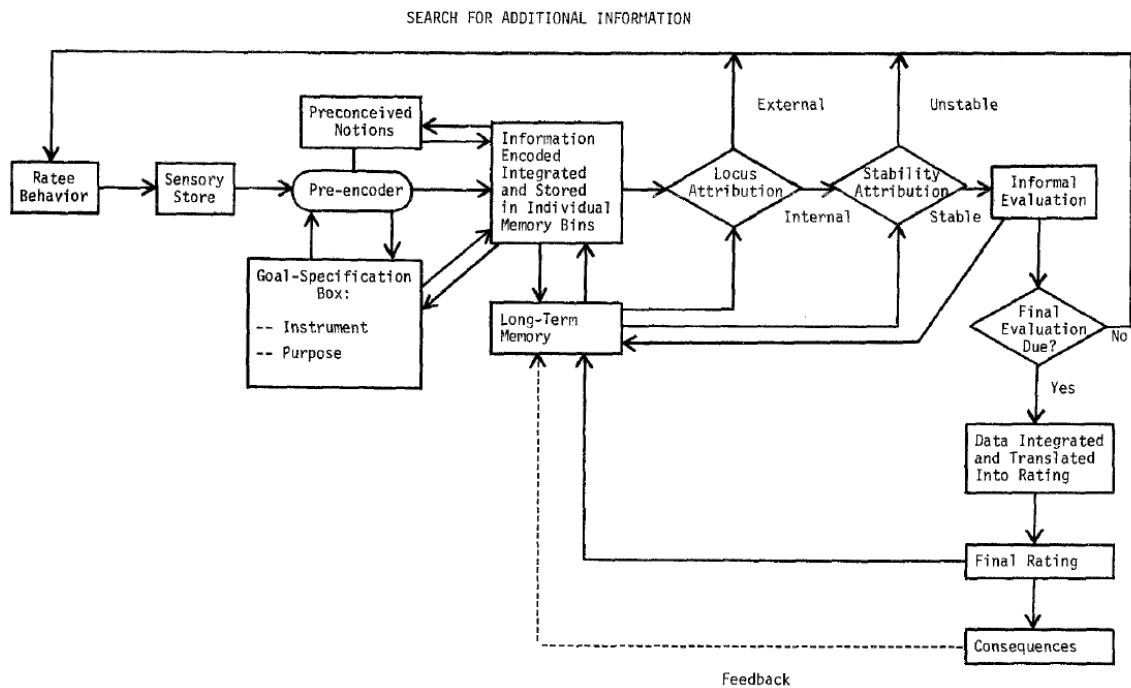 SEARCH FOR ADDITIONAL INFORMATION
External
Unstable
Preconceived
Notions
Information
Encoded
Integrated
and Stored
in Individual
Memory Bins
Ratee
Behavior
Sensory
Store
Pre-encoder
Locus
Attribution
Internal
Stability
Attribution
Stable
Informal
Evaluation
Goal-Specification
Box:
-- Instrument
-- Purpose
Long-Term
Memory
Final
Evaluation
Due?
No
Yes
Data Integrated
and Translated
Into Rating
Final Rating
Consequences
Feedback